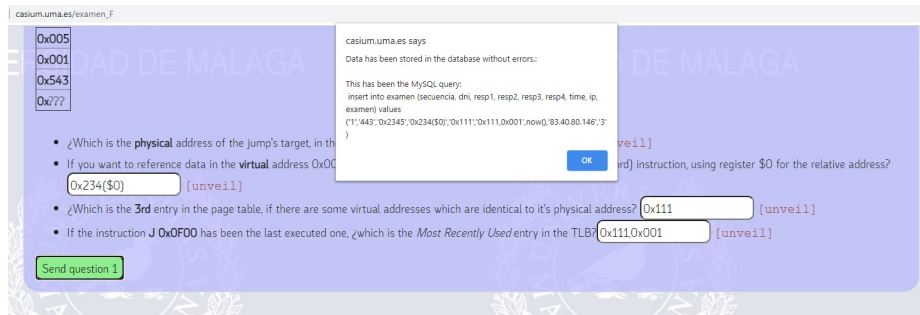 casium.uma.es/examen_F
0x005
0x001
0x543
0x???
DAD DE MÁLAGA
DE MÁLAGA
casium.uma.es says
Data has been stored in the database without errors.:
This has been the MySQL query:
insert into examen (secuencia, dni, resp1, resp2, resp3, resp4, time, ip,
examen) values
('1','443','0x2345','0x234($0)','0x111','0x111,0x001',now(),'83.40.80.146','3'
)
OK
¿Which is the physical address of the jump's target, in th veil]
If you want to reference data in the virtual address 0x00 ord) instruction, using register $0 for the relative address?
0x234($0) [unveil]
¿Which is the 3rd entry in the page table, if there are some virtual addresses which are identical to it's physical address? 0x111 [unveil]
If the instruction J 0x0F00 has been the last executed one, ¿which is the Most Recently Used entry in the TLB? 0x111,0x001 [unveil]
Send question 1